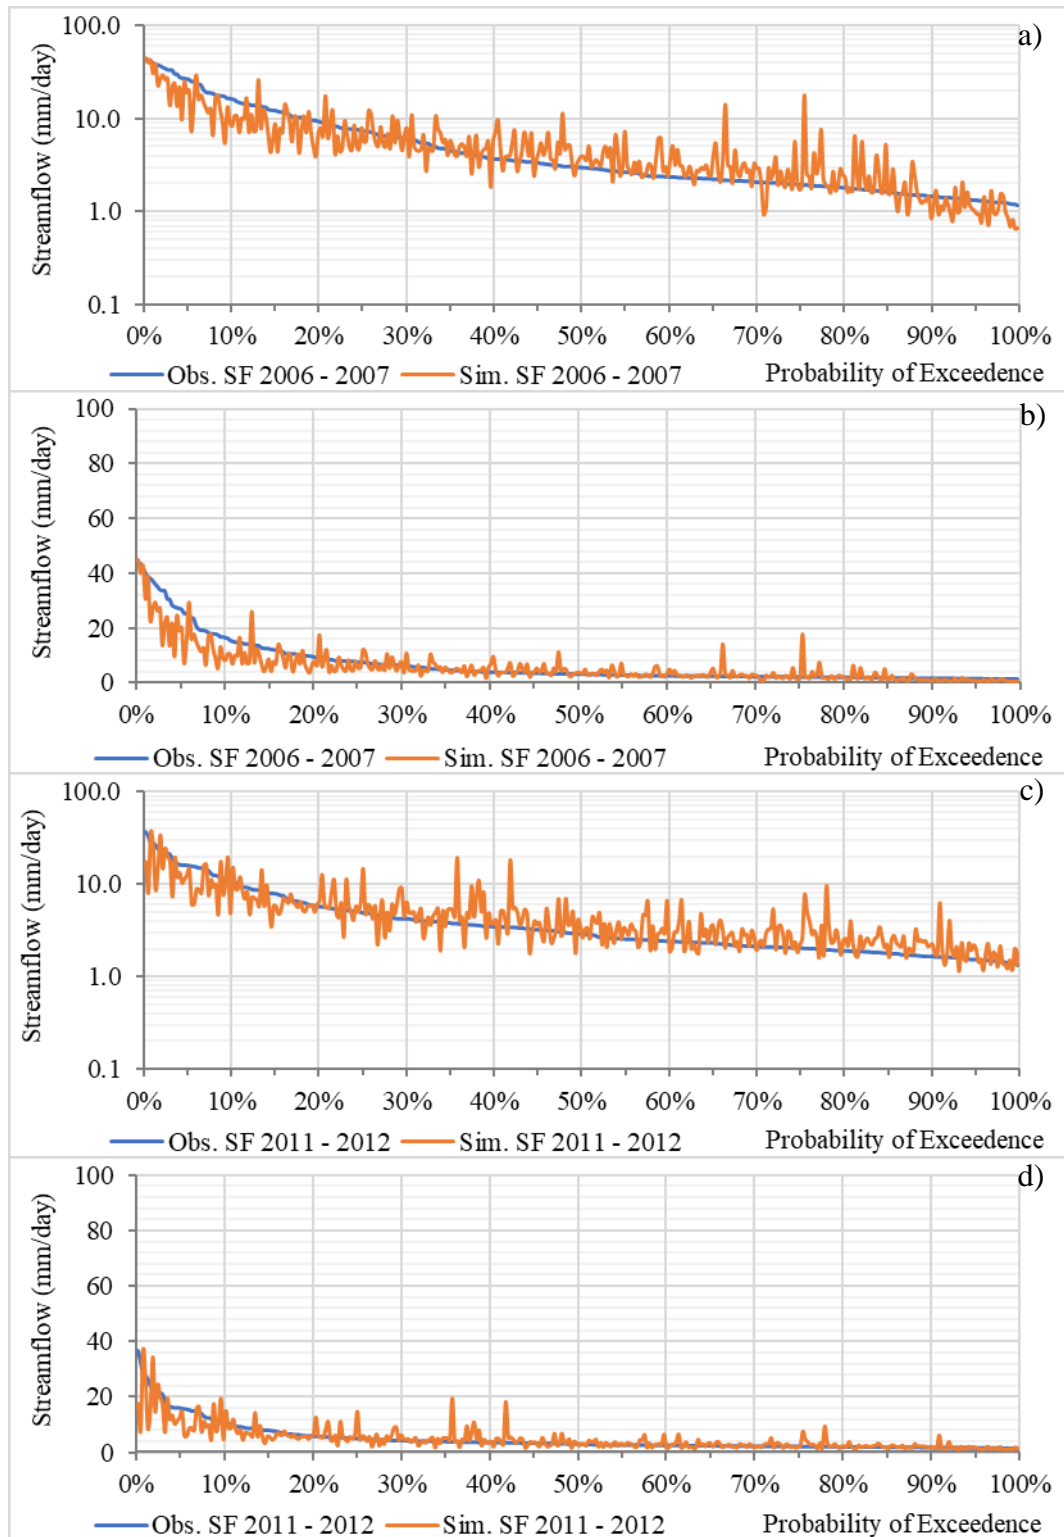 a)
Streamflow (mm/day)
100.0
10.0
1.0
0.1
0% 10% 20% 30% 40% 50% 60% 70% 80% 90% 100%
Obs. SF 2006 - 2007 Sim. SF 2006 - 2007 Probability of Exceedence
b)
Streamflow (mm/day)
100
80
60
40
20
0
0% 10% 20% 30% 40% 50% 60% 70% 80% 90% 100%
Obs. SF 2006 - 2007 Sim. SF 2006 - 2007 Probability of Exceedence
c)
Streamflow (mm/day)
100.0
10.0
1.0
0.1
0% 10% 20% 30% 40% 50% 60% 70% 80% 90% 100%
Obs. SF 2011 - 2012 Sim. SF 2011 - 2012 Probability of Exceedence
d)
Streamflow (mm/day)
100
80
60
40
20
0
0% 10% 20% 30% 40% 50% 60% 70% 80% 90% 100%
Obs. SF 2011 - 2012 Sim. SF 2011 - 2012 Probability of Exceedence